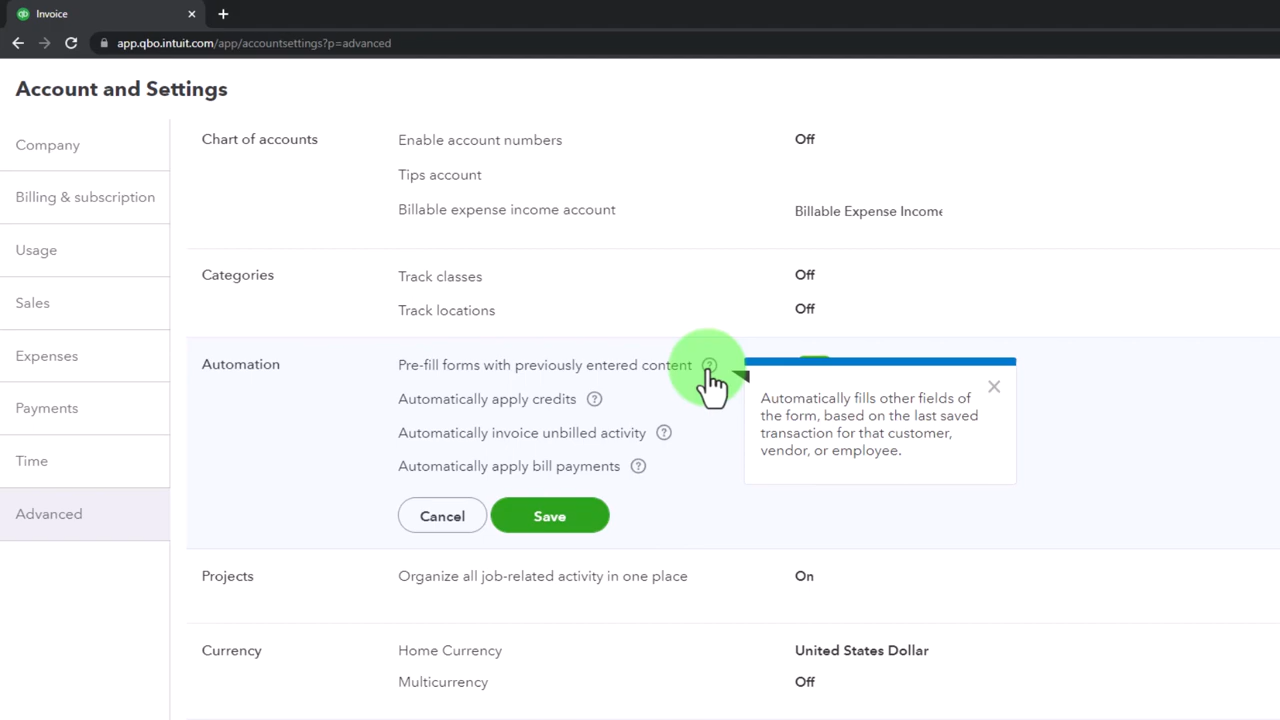 Invoice
app.qbo.intuit.com/app/accountsettings?p=advanced
Account and Settings
Company
Billing & subscription
Usage
Sales
Expenses
Payments
Time
Advanced
Chart of accounts
Enable account numbers
Off
Tips account
Billable expense income account
Billable Expense Income
Categories
Track classes
Off
Track locations
Off
Automation
Pre-fill forms with previously entered content
Automatically apply credits
Automatically invoice unbilled activity
Automatically apply bill payments
Automatically fills other fields of
the form, based on the last saved
transaction for that customer,
vendor, or employee.
Cancel
Save
Projects
Organize all job-related activity in one place
On
Currency
Home Currency
United States Dollar
Multicurrency
Off